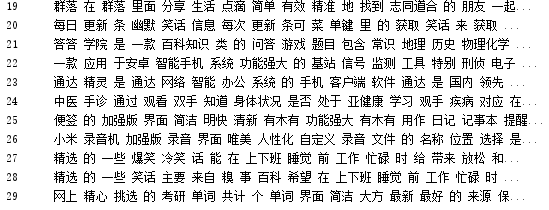 19 群落 在 群落 里面 分享 生活 点滴 简单 有效 精准 地 找到 志同道合 的 朋友 一起...
20 每日 更新 条 幽默 笑话 信息 每次 更新 条可 菜 单键 里 的 获取 笑话 来 获取 ...
21 答答 学院 是 一款 百科知识 类 的 问答 游戏 题目 包含 常识 地理 历史 物理化学 ...
22 一款 应用 于安卓 智能手机 系统 功能强大 的 基站 信号 监测 工具 特别 刑侦 电子 ...
23 通达 精灵 是 通达 网络 智能 办公 系统 的 手机 客户端 软件 通达 是 国内 领先 ...
24 中医 手诊 通过 观看 双手 知道 身体状况 是否 处于 亚健康 学习 观手 疾病 对应 在...
25 便签 的 加强版 界面 简洁 明快 清新 有木有 功能强大 有木有 用作 日记 记事本 提醒...
26 小米 录音机 加强版 录音 界面 唯美 人性化 自定义 录音 文件 的 名称 位置 选择 是...
27 精选 的 一些 爆笑 冷笑 话 能 在 上下班 睡觉 前 工作 忙碌 时 给 带来 放松 和...
28 精选 的 一些 笑话 主要 来自 糗 事 百科 希望 在 上下班 睡觉 前 工作 忙碌 时 ...
29 网上 精心 挑选 的 考研 单词 共计 个 单词 界面 简洁 大方 最新 最好 的 来源 保...